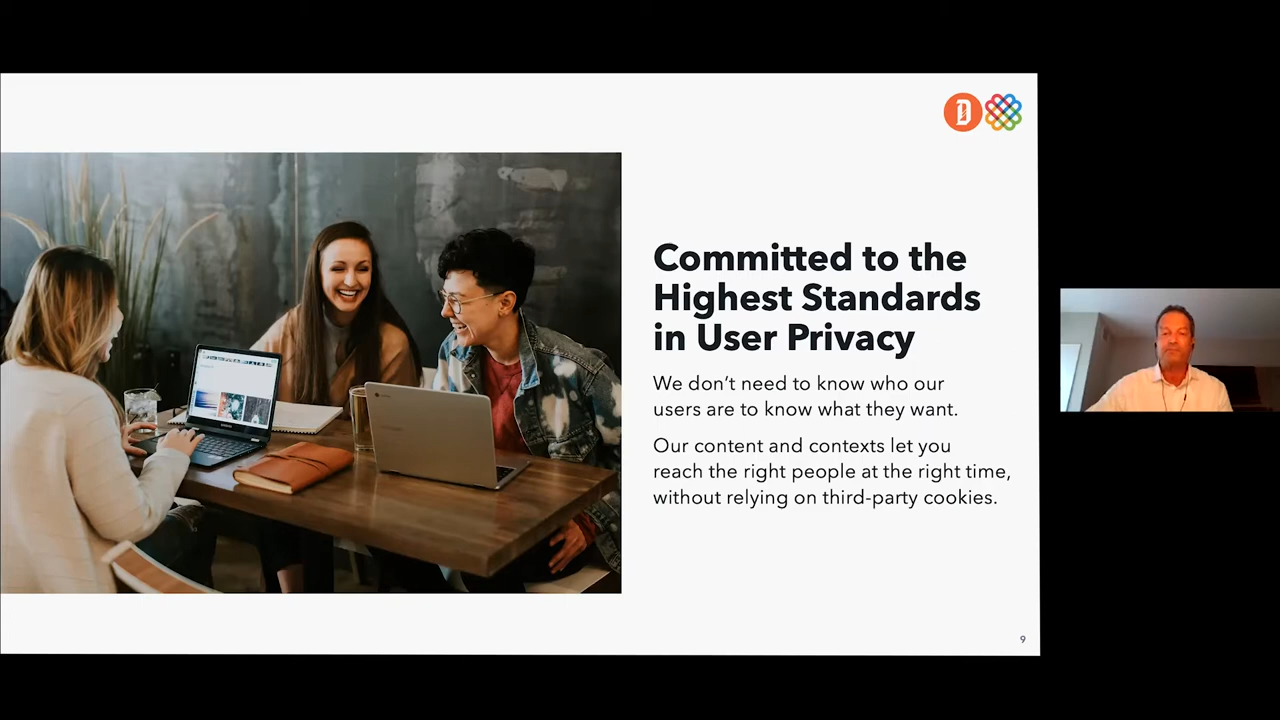 D
Committed to the
Highest Standards
in User Privacy
We don't need to know who our
users are to know what they want.
Our content and contexts let you
reach the right people at the right time,
without relying on third-party cookies.
9